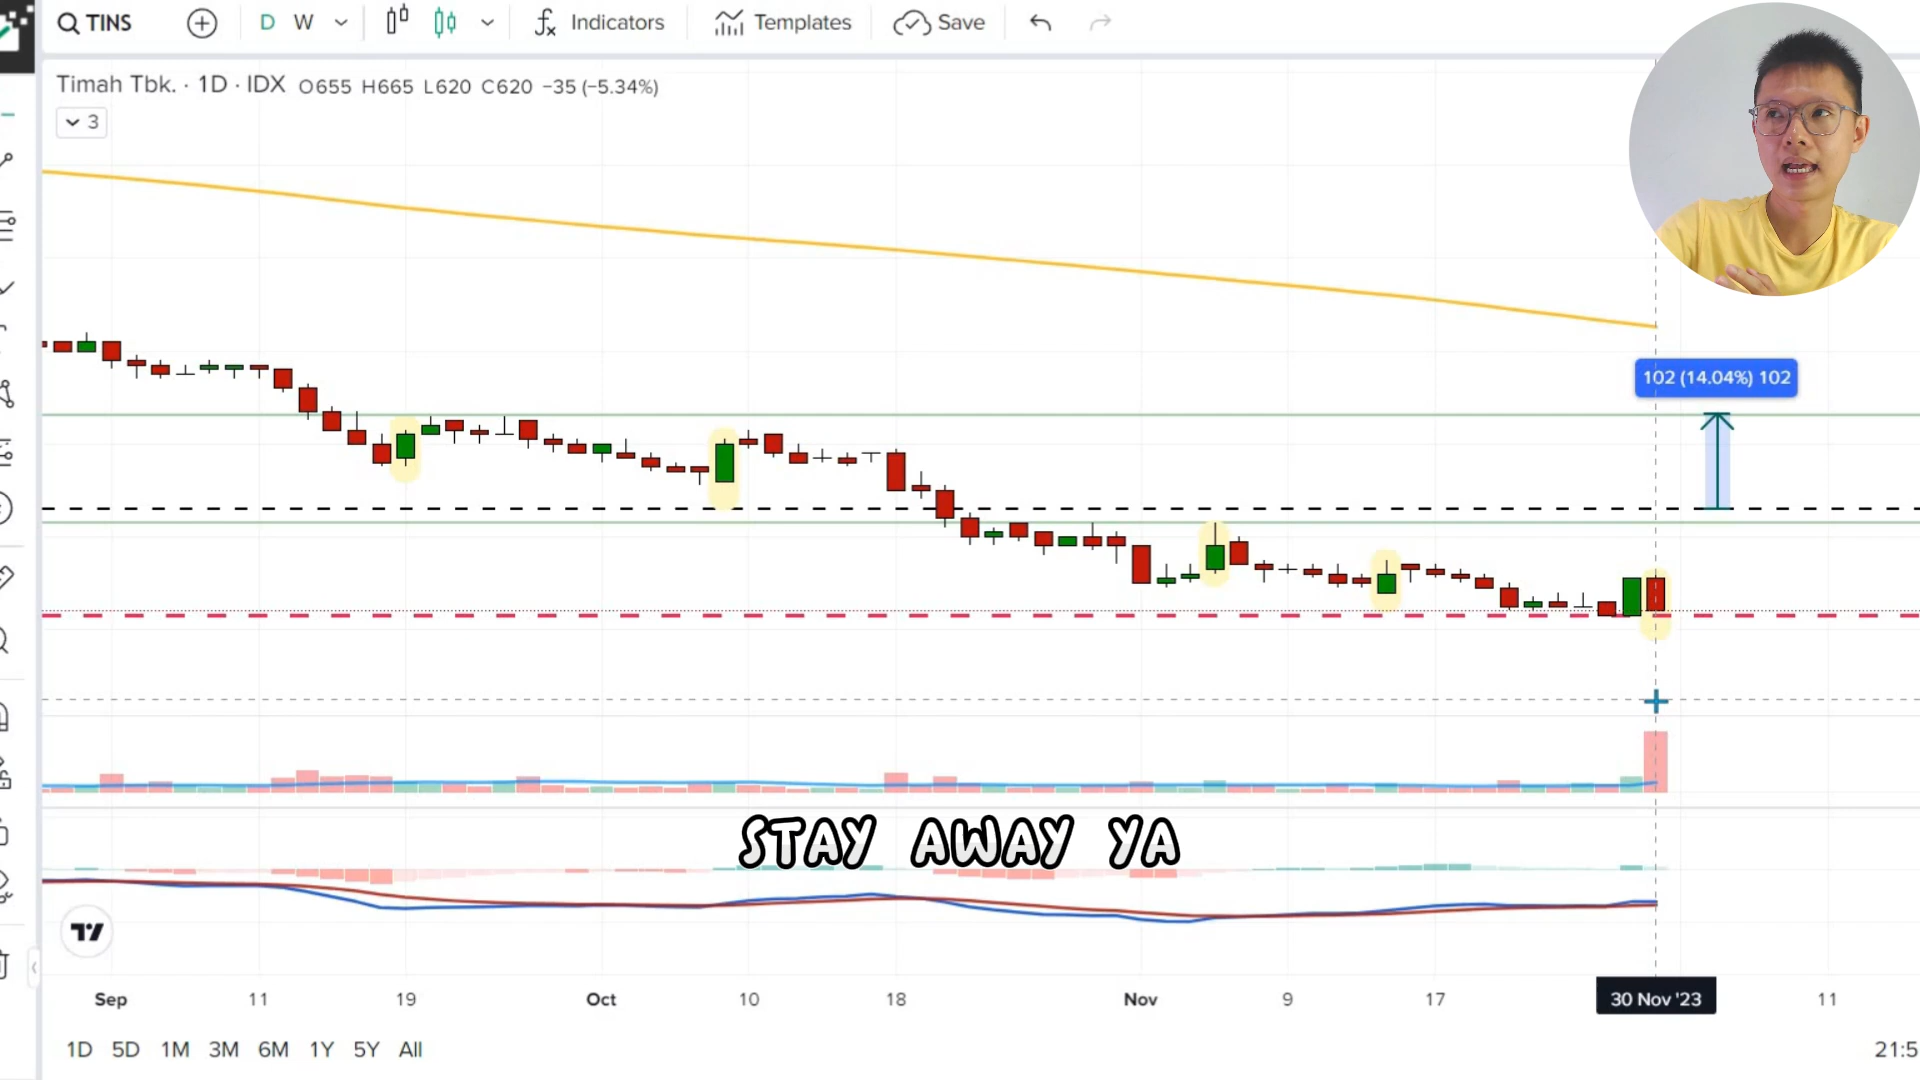 TINS
D W
Indicators
Templates
Save
Timah Tbk. · 1D · IDX O655 H665 L620 C620 −35 (−5.34%)
3
102 (14.04%) 102
STAY AWAY YA
Sep 11 19 Oct 10 18 Nov 9 17 30 Nov '23 11
1D 5D 1M 3M 6M 1Y 5Y All
21:5